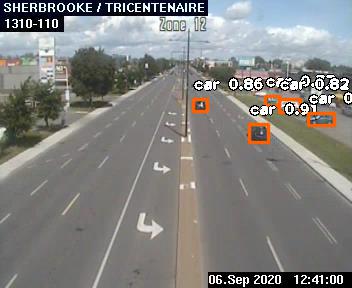 SHERBROOKE / TRICENTENAIRE
1310-110
Zone 12
car 0.86
car 0.82
car 0.91
06.Sep 2020 12:41:00